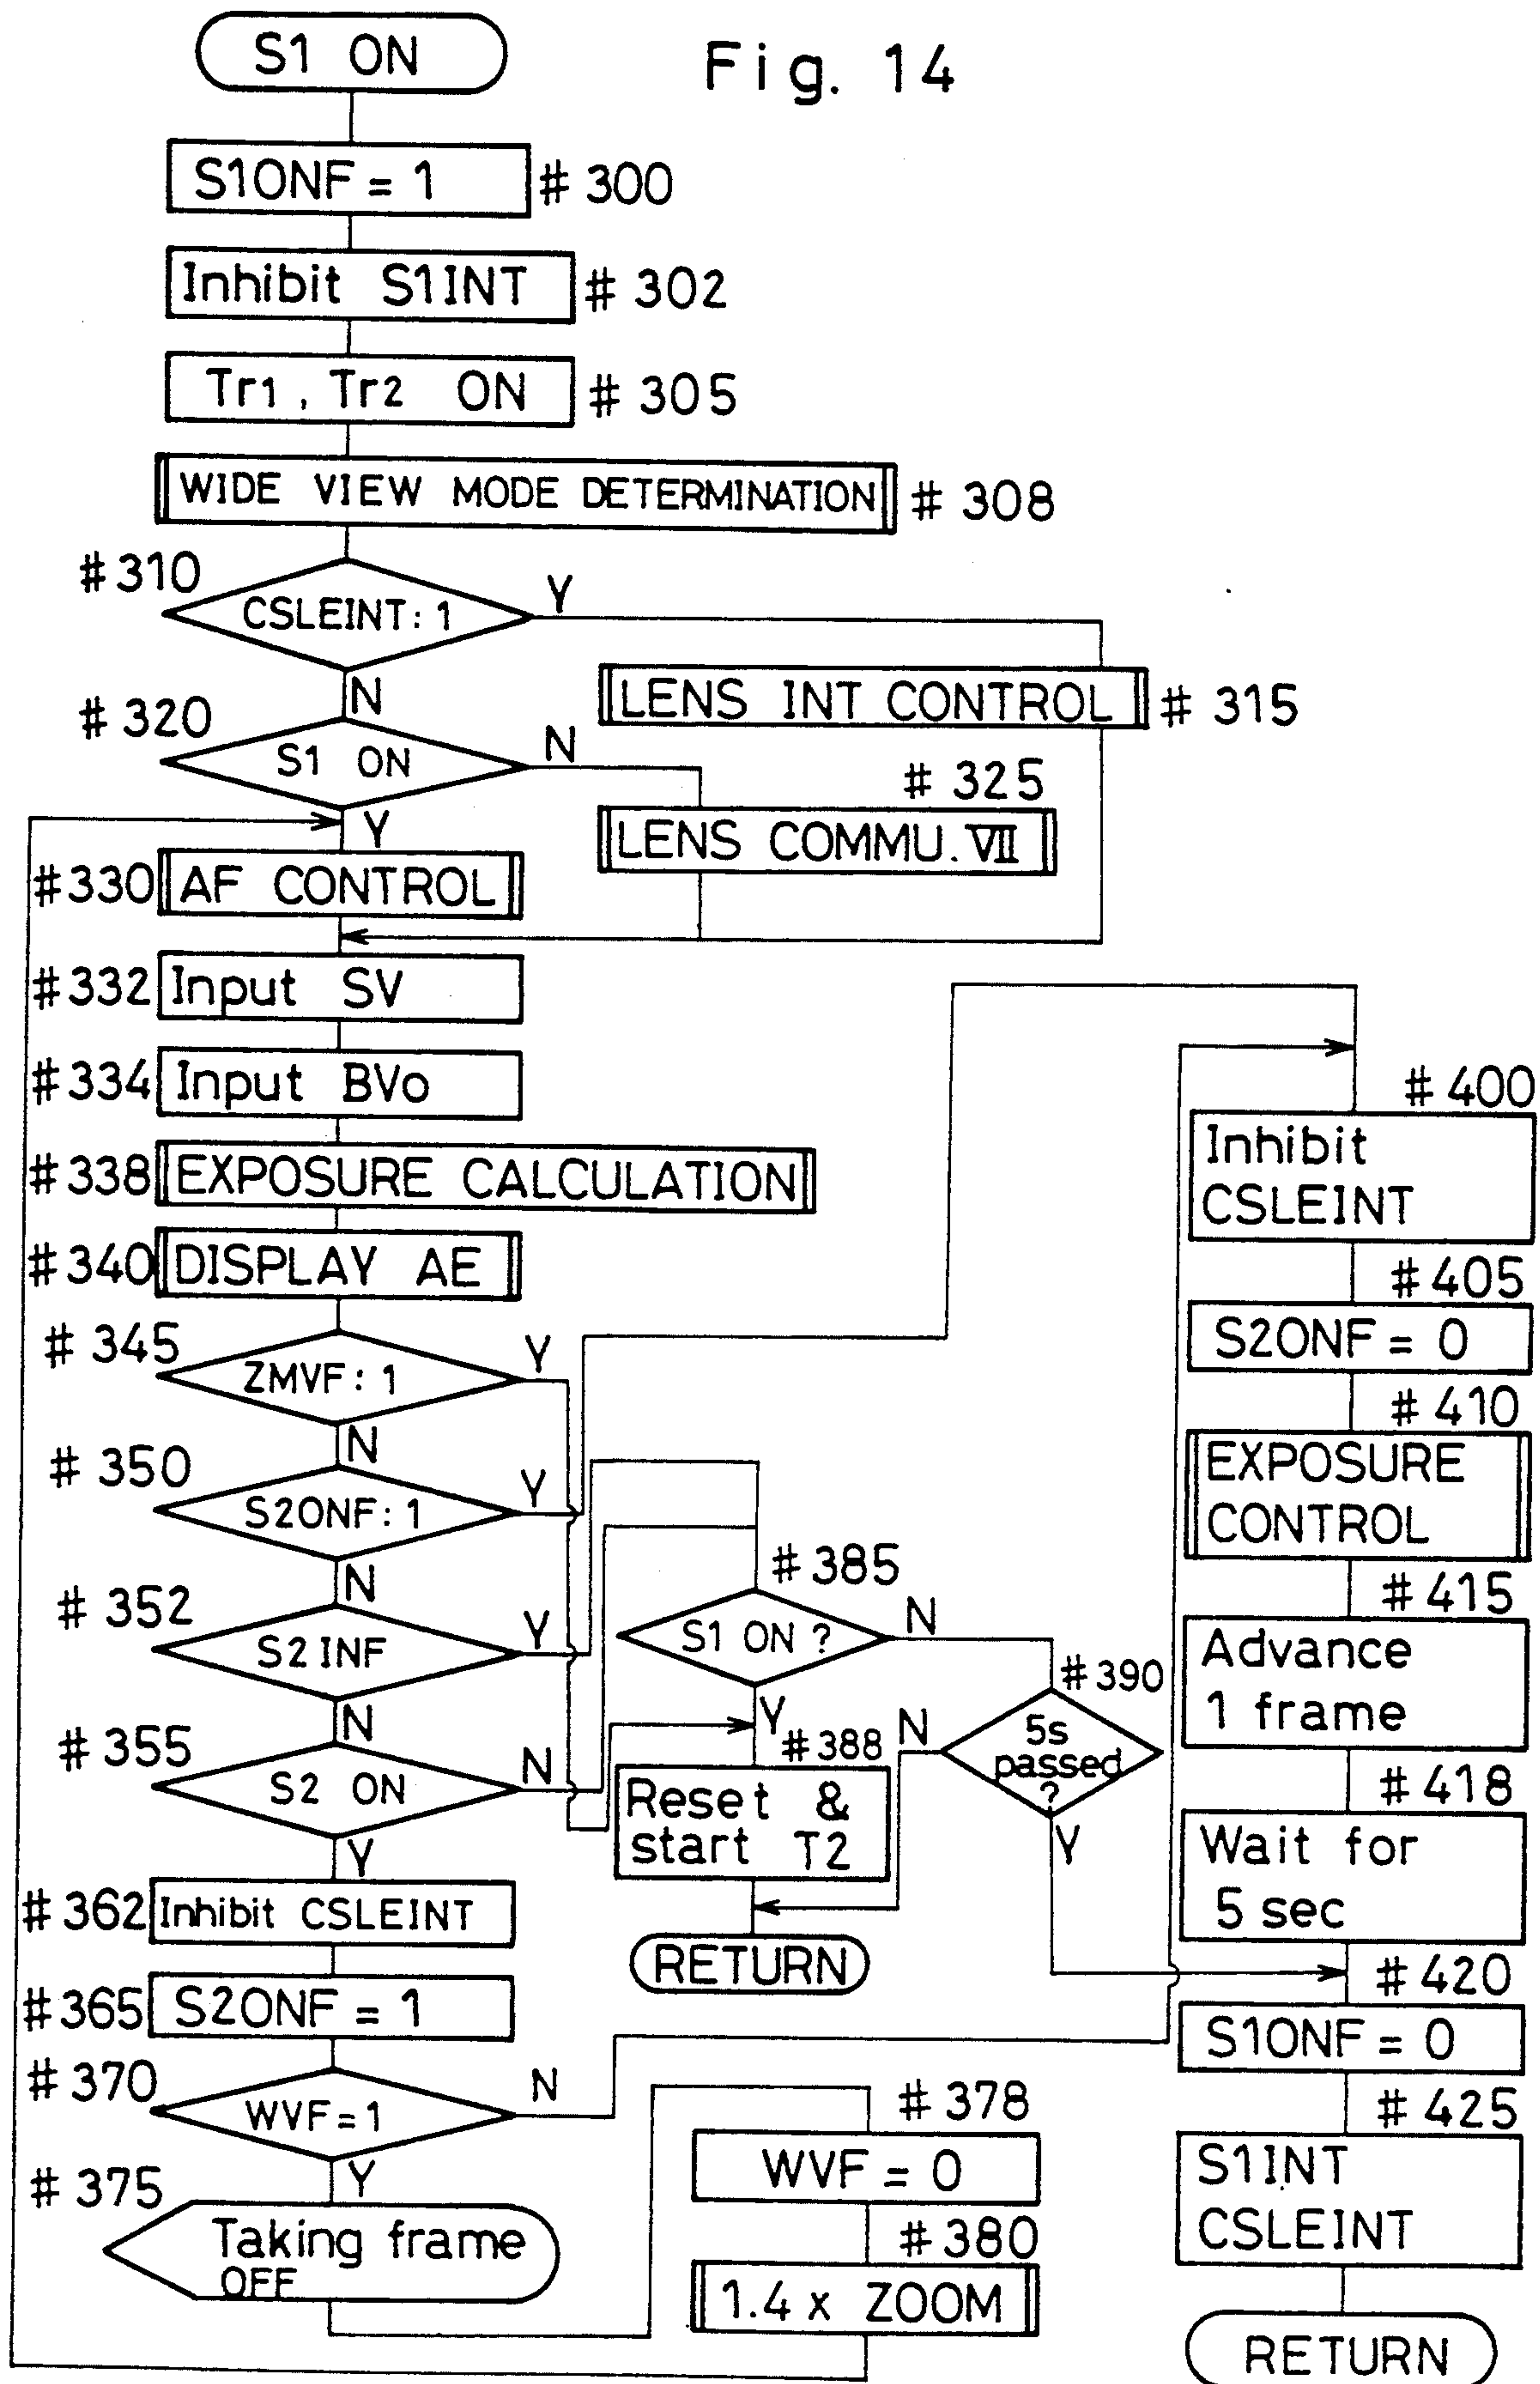 Fig. 14
S1 ON
S1ONF = 1 #300
Inhibit S1INT #302
Tr1, Tr2 ON #305
WIDE VIEW MODE DETERMINATION #308
#310
CSLEINT: 1
Y
N
LENS INT CONTROL #315
#320
S1 ON
N
Y
#325
LENS COMMU. VII
#330 AF CONTROL
#332 Input SV
#334 Input BVo
#338 EXPOSURE CALCULATION
#340 DISPLAY AE
#345
ZMVF: 1
Y
N
#350
S2ONF: 1
Y
N
#352
S2INF
Y
N
#355
S2 ON
N
Y
#362 Inhibit CSLEINT
#365 S2ONF = 1
#370
WVF=1
N
Y
#375
Taking frame
OFF
#378
WVF = 0
#380
1.4 x ZOOM
#385
S1 ON ?
N
Y
#388
Reset &
start T2
RETURN
#390
5s
passed
?
N
Y
#400
Inhibit
CSLEINT
#405
S2ONF = 0
#410
EXPOSURE
CONTROL
#415
Advance
1 frame
#418
Wait for
5 sec
#420
S1ONF = 0
#425
S1INT
CSLEINT
RETURN